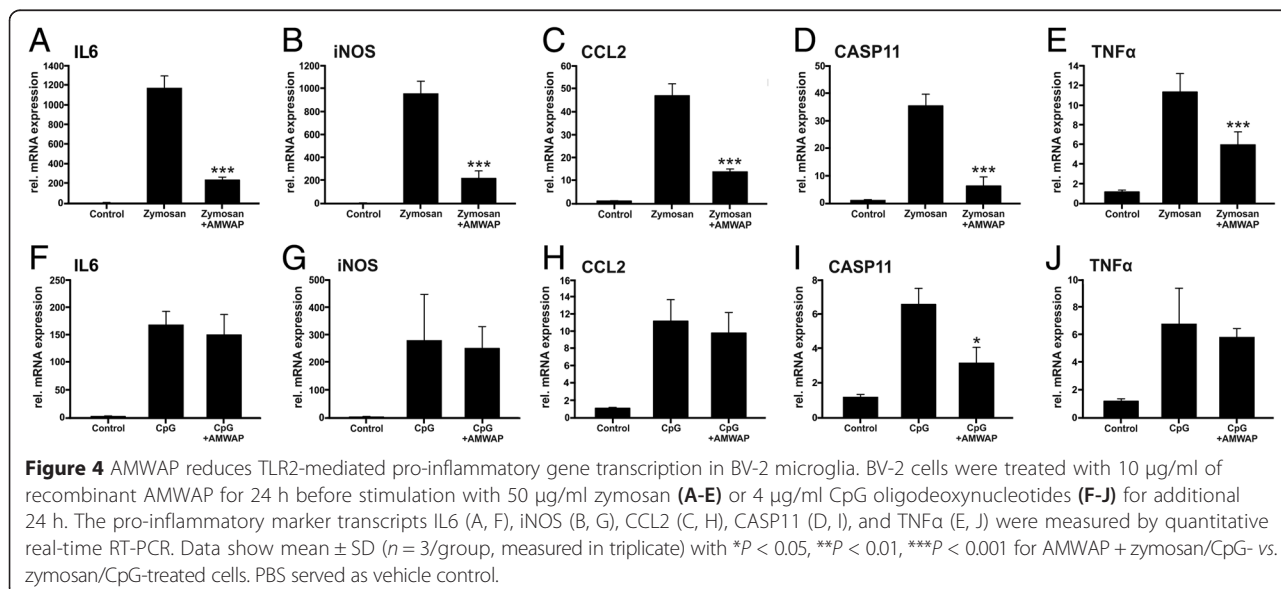 A IL6
rel. mRNA expression
1400
1200
1000
800
600
400
200
0
Control Zymosan Zymosan +AMWAP
***
B iNOS
rel. mRNA expression
1200
1000
800
600
400
200
0
Control Zymosan Zymosan +AMWAP
***
C CCL2
rel. mRNA expression
60
50
40
30
20
10
0
Control Zymosan Zymosan +AMWAP
***
D CASP11
rel. mRNA expression
50
40
30
20
10
0
Control Zymosan Zymosan +AMWAP
***
E TNFα
rel. mRNA expression
14
12
10
8
6
4
2
0
Control Zymosan Zymosan +AMWAP
***
F IL6
rel. mRNA expression
250
200
150
100
50
0
Control CpG CpG +AMWAP
G iNOS
rel. mRNA expression
500
400
300
200
100
0
Control CpG CpG +AMWAP
H CCL2
rel. mRNA expression
16
14
12
10
8
6
4
2
0
Control CpG CpG +AMWAP
I CASP11
rel. mRNA expression
8
6
4
2
0
Control CpG CpG +AMWAP
*
J TNFα
rel. mRNA expression
10
8
6
4
2
0
Control CpG CpG +AMWAP
Figure 4 AMWAP reduces TLR2-mediated pro-inflammatory gene transcription in BV-2 microglia. BV-2 cells were treated with 10 μg/ml of
recombinant AMWAP for 24 h before stimulation with 50 μg/ml zymosan (A-E) or 4 μg/ml CpG oligodeoxynucleotides (F-J) for additional
24 h. The pro-inflammatory marker transcripts IL6 (A, F), iNOS (B, G), CCL2 (C, H), CASP11 (D, I), and TNFα (E, J) were measured by quantitative
real-time RT-PCR. Data show mean ± SD (n = 3/group, measured in triplicate) with *P < 0.05, **P < 0.01, ***P < 0.001 for AMWAP + zymosan/CpG- vs.
zymosan/CpG-treated cells. PBS served as vehicle control.